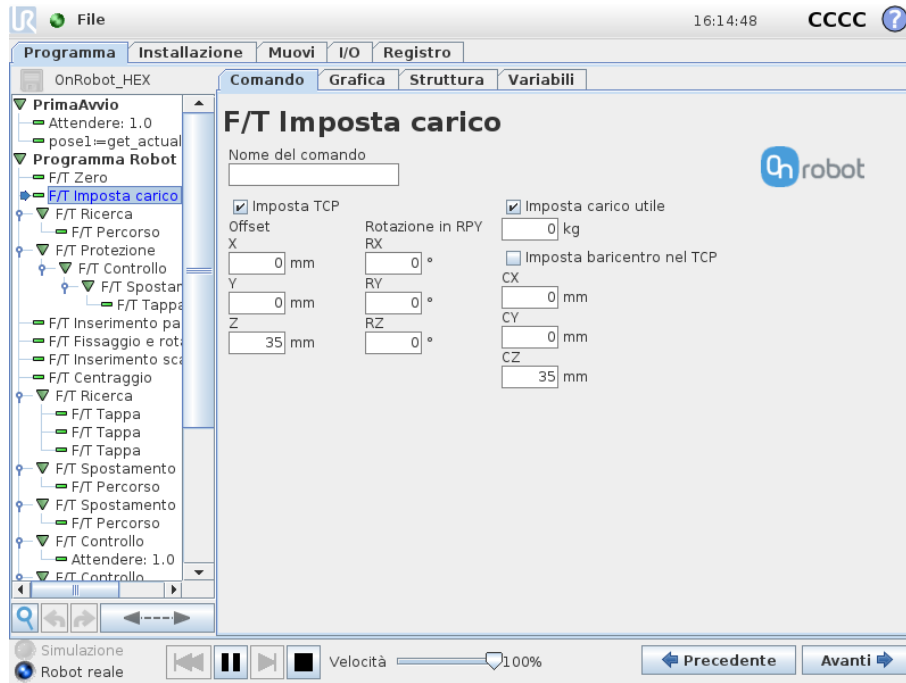 File
16:14:48
CCCC
?
Programma Installazione Muovi I/O Registro
OnRobot_HEX
Comando Grafica Struttura Variabili
PrimaAvvio
Attendere: 1.0
pose1≔get_actual
Programma Robot
F/T Zero
F/T Imposta carico
F/T Ricerca
F/T Percorso
F/T Protezione
F/T Controllo
F/T Spostar
F/T Tappa
F/T Inserimento pa
F/T Fissaggio e rota
F/T Inserimento sca
F/T Centraggio
F/T Ricerca
F/T Tappa
F/T Tappa
F/T Tappa
F/T Spostamento
F/T Percorso
F/T Spostamento
F/T Percorso
F/T Controllo
Attendere: 1.0
F/T Controllo
F/T Imposta carico
Nome del comando
On robot
Imposta TCP
Offset
X
0 mm
Y
0 mm
Z
35 mm
Rotazione in RPY
RX
0 °
RY
0 °
RZ
0 °
Imposta carico utile
0 kg
Imposta baricentro nel TCP
CX
0 mm
CY
0 mm
CZ
35 mm
Simulazione
Robot reale
Velocità 100%
Precedente
Avanti